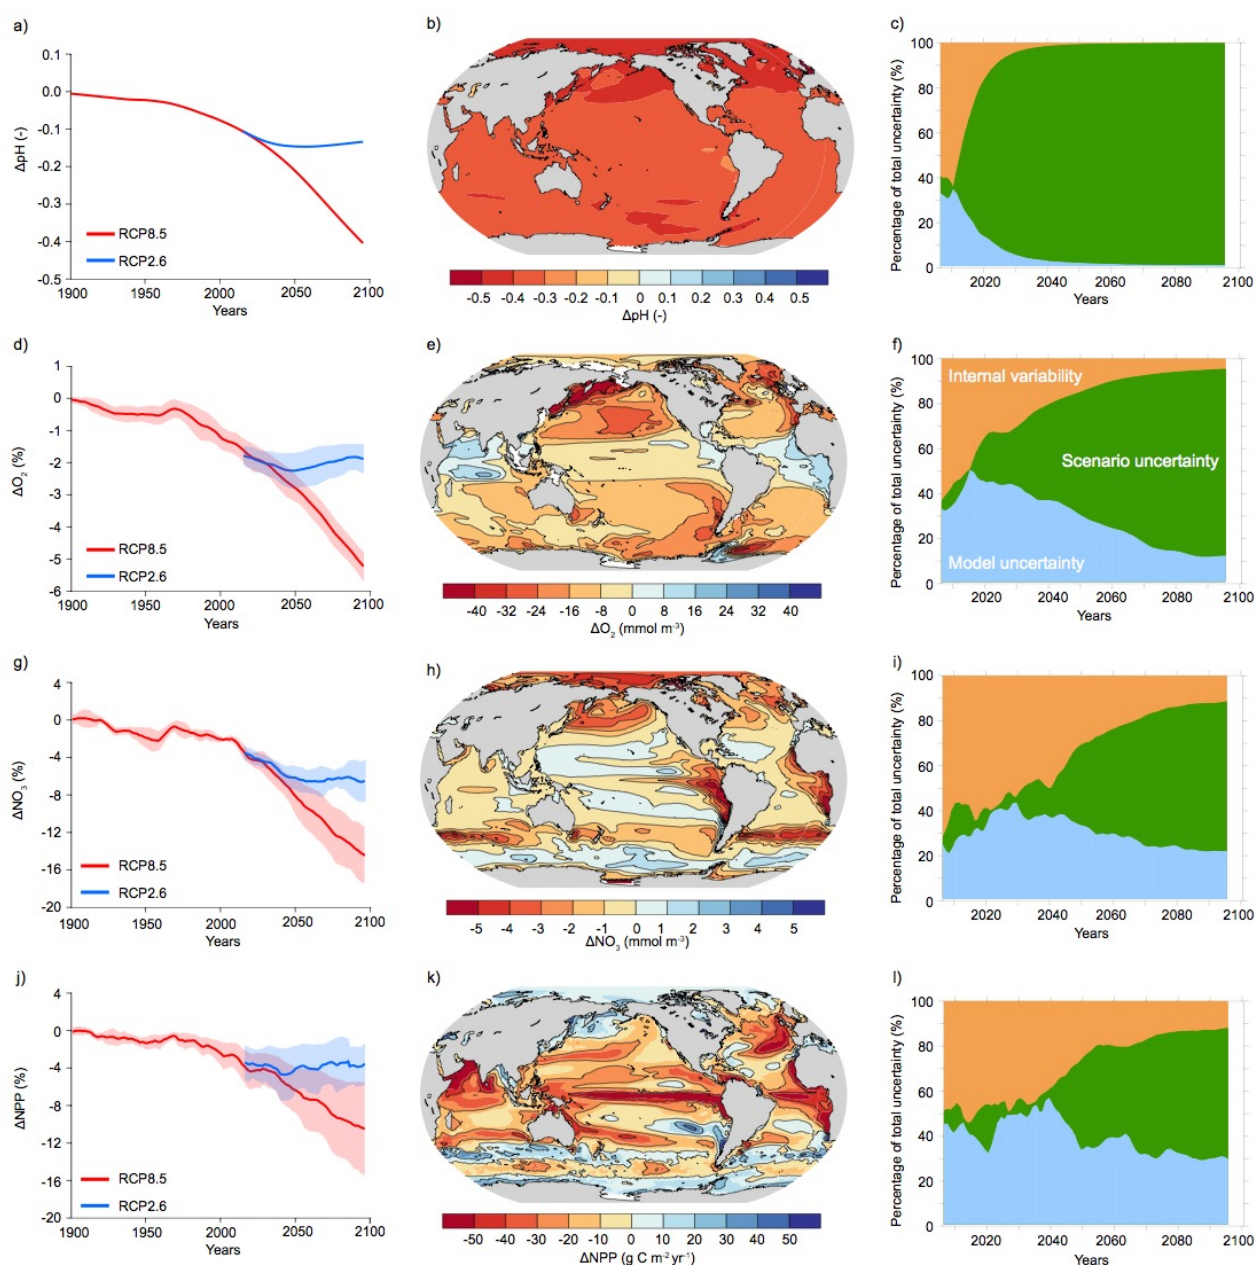 a)
0.1
0.0
-0.1
-0.2
-0.3
-0.4
-0.5
ΔpH (-)
RCP8.5
RCP2.6
1900 1950 2000 2050 2100
Years
b)
-0.5 -0.4 -0.3 -0.2 -0.1 0 0.1 0.2 0.3 0.4 0.5
ΔpH (-)
c)
100
80
60
40
20
0
Percentage of total uncertainty (%)
2020 2040 2060 2080 2100
Years
d)
1
0
-1
-2
-3
-4
-5
-6
ΔO₂ (%)
RCP8.5
RCP2.6
1900 1950 2000 2050 2100
Years
e)
-40 -32 -24 -16 0 8 16 24 32 40
ΔO₂ (mmol m⁻³)
f)
100
80
60
40
20
0
Percentage of total uncertainty (%)
Internal variability
Scenario uncertainty
Model uncertainty
2020 2040 2060 2080 2100
Years
g)
4
0
-4
-8
-12
-16
-20
ΔNO₃ (%)
RCP8.5
RCP2.6
1900 1950 2000 2050 2100
Years
h)
-5 -4 -3 -2 -1 0 1 2 3 4 5
ΔNO₃ (mmol m⁻³)
i)
100
80
60
40
20
0
Percentage of total uncertainty (%)
2020 2040 2060 2080 2100
Years
j)
4
0
-4
-8
-12
-16
-20
ΔNPP (%)
RCP8.5
RCP2.6
1900 1950 2000 2050 2100
Years
k)
-50 -40 -30 -20 -10 0 10 20 30 40 50
ΔNPP (g C m⁻² yr⁻¹)
l)
100
80
60
40
20
0
Percentage of total uncertainty (%)
2020 2040 2060 2080 2100
Years